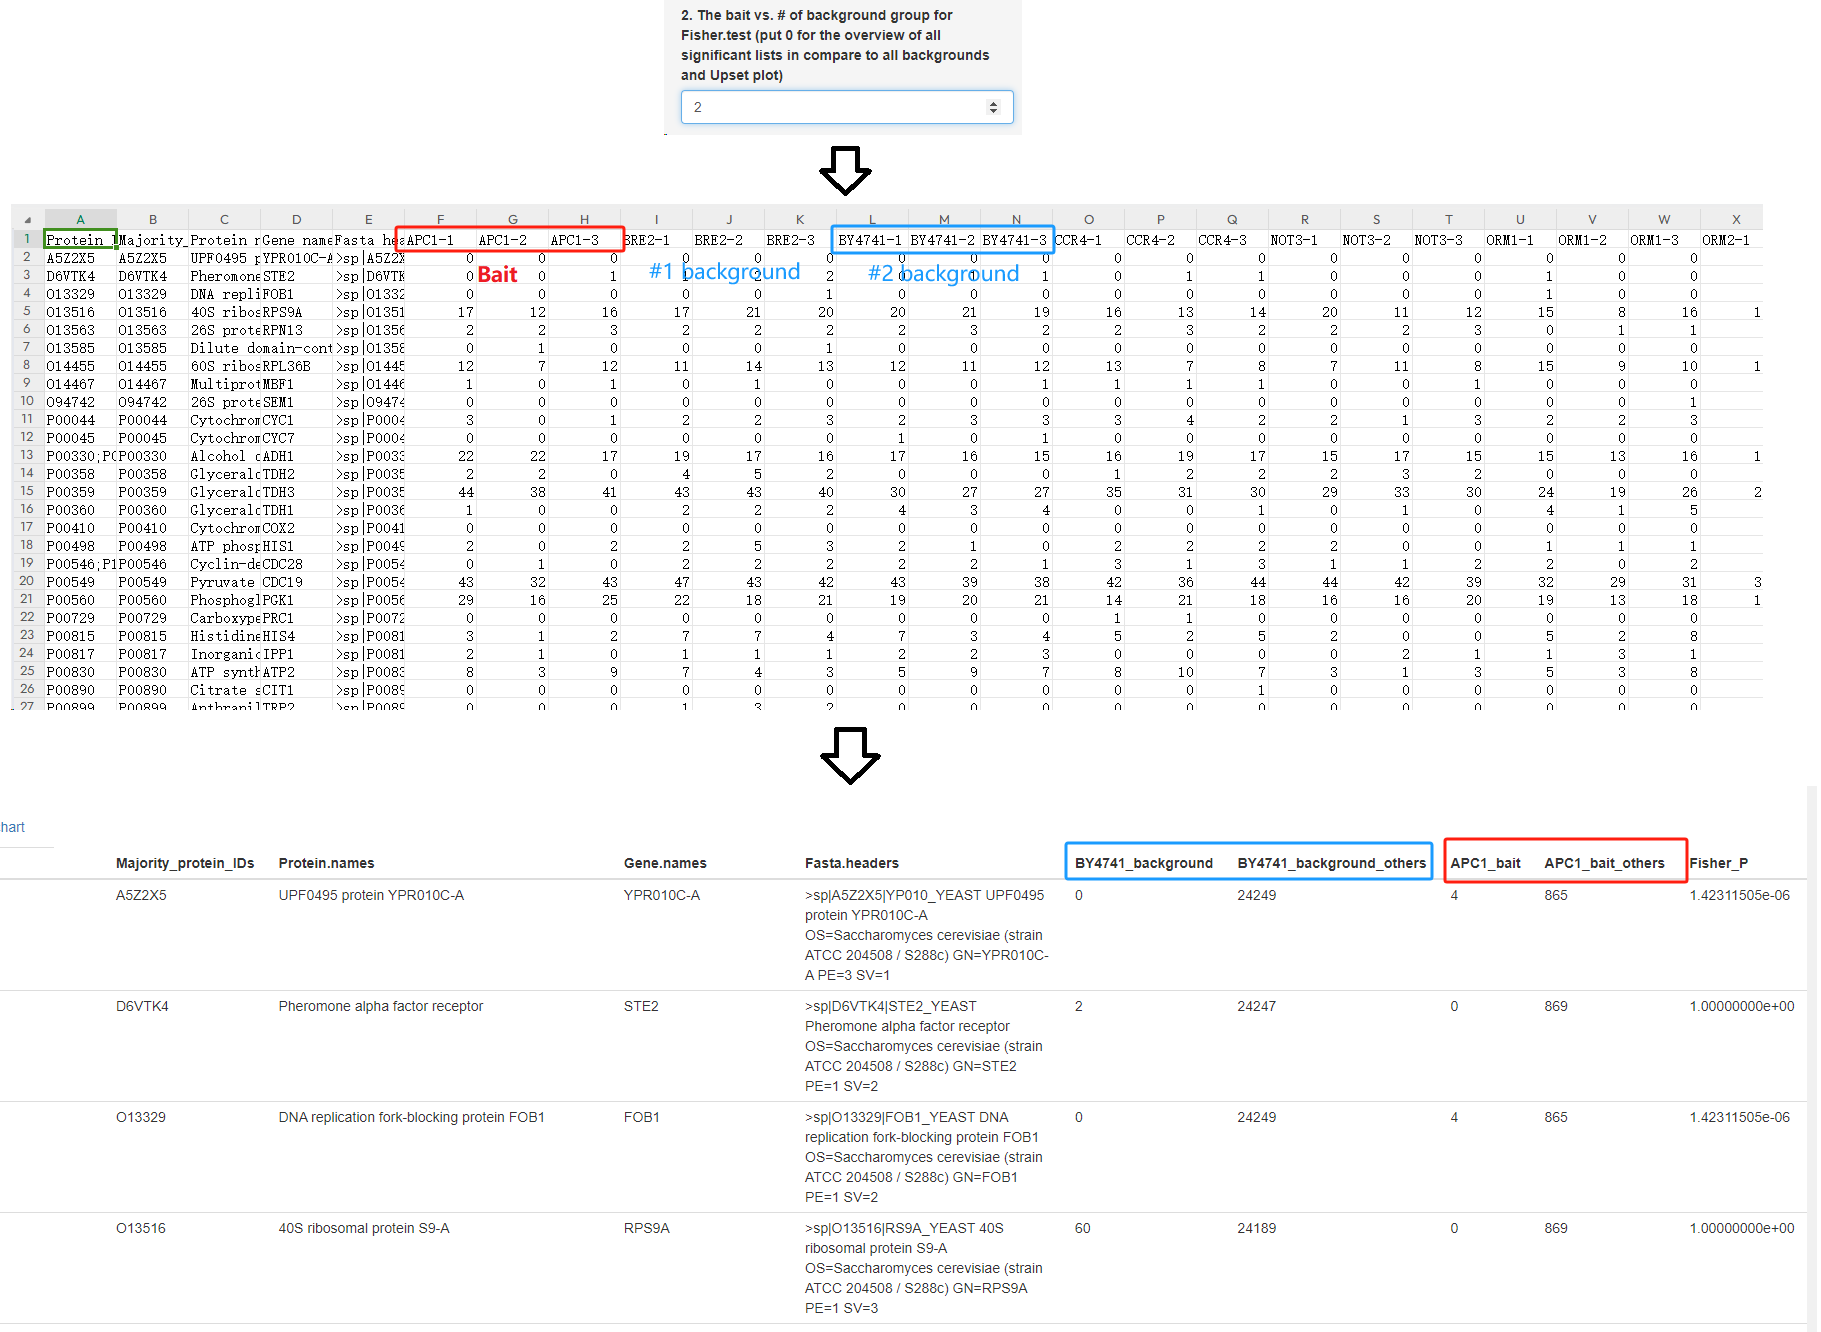 2. The bait vs. # of background group for
Fisher.test (put 0 for the overview of all
significant lists in compare to all backgrounds
and Upset plot)
2
A B C D E F G H I J K L M N O P Q R S T U V W X
1 Protein Majority_ Protein Gene name Fasta APC1-1 APC1-2 APC1-3 BRE2-1 BRE2-2 BRE2-3 BY4741-1 BY4741-2 BY4741-3 CCR4-1 CCR4-2 CCR4-3 NOT3-1 NOT3-2 NOT3-3 ORM1-1 ORM1-2 ORM1-3 ORM2-1
Bait #1 background #2 background
2 A5Z2X5 A5Z2X5 UPF0495 YPR010C-A >sp|A5Z2X 0 0 0 0 0 0 0 0 0 0 0 0 0 0 0 0 0 0
3 D6VTK4 D6VTK4 Pheromone STE2 >sp|D6VTK 0 0 1 2 0 1 0 1 1 0 0 0 1 0 0
4 O13329 O13329 DNA repli FOB1 >sp|O1332 0 0 0 0 0 1 0 0 0 0 0 0 0 0 0 1 0 0
5 O13516 O13516 40S ribos RPS9A >sp|O1351 17 12 16 17 21 20 20 21 19 16 13 14 20 11 12 15 8 16 1
6 O13563 O13563 26S prote RPN13 >sp|O1356 2 2 3 2 2 2 2 3 2 2 3 2 2 2 3 0 1 1
7 O13585 O13585 Dilute domain-cont >sp|O1358 0 1 0 0 0 1 0 0 0 0 0 0 0 0 0 0 0 0
8 O14455 O14455 60S ribos RPL36B >sp|O1445 12 7 12 11 14 13 12 11 12 13 7 8 7 11 8 15 9 10 1
9 O14467 O14467 Multiprot MBF1 >sp|O1446 1 0 1 0 1 0 0 0 1 1 1 1 0 0 1 0 0 0
10 O94742 O94742 26S prote SEM1 >sp|O9474 0 0 0 0 0 0 0 0 0 0 0 0 0 0 0 0 0 1
11 P00044 P00044 Cytochrom CYC1 >sp|P0004 3 0 1 2 2 3 2 3 3 3 4 2 2 1 3 2 2 3
12 P00045 P00045 Cytochrom CYC7 >sp|P0004 0 0 0 0 0 0 1 0 1 0 0 0 0 0 0 0 0 0
13 P00330;P0 P00330 Alcohol ADH1 >sp|P0033 22 22 17 19 17 16 17 16 15 16 19 17 15 17 15 15 13 16 1
14 P00358 P00358 Glyceralc TDH2 >sp|P0035 2 2 0 4 5 2 0 0 0 1 2 2 2 3 2 0 0 0
15 P00359 P00359 Glyceralc TDH3 >sp|P0035 44 38 41 43 43 40 30 27 27 35 31 30 29 33 30 24 19 26 2
16 P00360 P00360 Glyceralc TDH1 >sp|P0036 1 0 0 2 2 2 4 3 4 0 0 1 0 1 0 4 1 5
17 P00410 P00410 Cytochrom COX2 >sp|P0041 0 0 0 0 0 0 0 0 0 0 0 0 0 0 0 0 0 0
18 P00498 P00498 ATP phosp HIS1 >sp|P0049 2 0 2 2 5 3 2 1 0 2 2 2 2 0 0 1 1 1
19 P00546;P1 P00546 Cyclin-de CDC28 >sp|P0054 0 1 0 2 2 2 2 2 1 3 1 3 1 1 2 2 0 2
20 P00549 P00549 Pyruvate CDC19 >sp|P0054 43 32 43 47 43 42 43 39 38 42 36 44 44 42 39 32 29 31 3
21 P00560 P00560 Phosphogl PGK1 >sp|P0056 29 16 25 22 18 21 19 20 21 14 21 18 16 16 20 19 13 18 1
22 P00729 P00729 Carboxype PRC1 >sp|P0072 0 0 0 0 0 0 0 0 0 1 1 0 0 0 0 0 0 0
23 P00815 P00815 Histidine HIS4 >sp|P0081 3 1 2 7 7 4 7 3 4 5 2 5 2 0 0 5 2 8
24 P00817 P00817 Inorganic IPP1 >sp|P0081 2 1 0 1 1 1 2 2 3 0 0 0 0 2 1 1 3 1
25 P00830 P00830 ATP synth ATP2 >sp|P0083 8 3 9 7 4 3 5 9 7 8 10 7 3 1 3 5 3 8
26 P00890 P00890 Citrate s CIT1 >sp|P0089 0 0 0 0 0 0 0 0 0 0 0 1 0 0 0 0 0 0
27 P00899 P00899 Anthranil TRP2 >sp|P0089 0 0 0 1 3 2 0 0 0 0 0 0 0 0 0 0 0 0
hart
Majority_protein_IDs Protein.names Gene.names Fasta.headers BY4741_background BY4741_background_others APC1_bait APC1_bait_others Fisher_P
A5Z2X5 UPF0495 protein YPR010C-A YPR010C-A >sp|A5Z2X5|YP010_YEAST UPF0495 0 24249 4 865 1.42311505e-06
protein YPR010C-A
OS=Saccharomyces cerevisiae (strain
ATCC 204508 / S288c) GN=YPR010C-
A PE=3 SV=1
D6VTK4 Pheromone alpha factor receptor STE2 >sp|D6VTK4|STE2_YEAST 2 24247 0 869 1.00000000e+00
Pheromone alpha factor receptor
OS=Saccharomyces cerevisiae (strain
ATCC 204508 / S288c) GN=STE2
PE=1 SV=2
O13329 DNA replication fork-blocking protein FOB1 FOB1 >sp|O13329|FOB1_YEAST DNA 0 24249 4 865 1.42311505e-06
replication fork-blocking protein FOB1
OS=Saccharomyces cerevisiae (strain
ATCC 204508 / S288c) GN=FOB1
PE=1 SV=2
O13516 40S ribosomal protein S9-A RPS9A >sp|O13516|RS9A_YEAST 40S 60 24189 0 869 1.00000000e+00
ribosomal protein S9-A
OS=Saccharomyces cerevisiae (strain
ATCC 204508 / S288c) GN=RPS9A
PE=1 SV=3